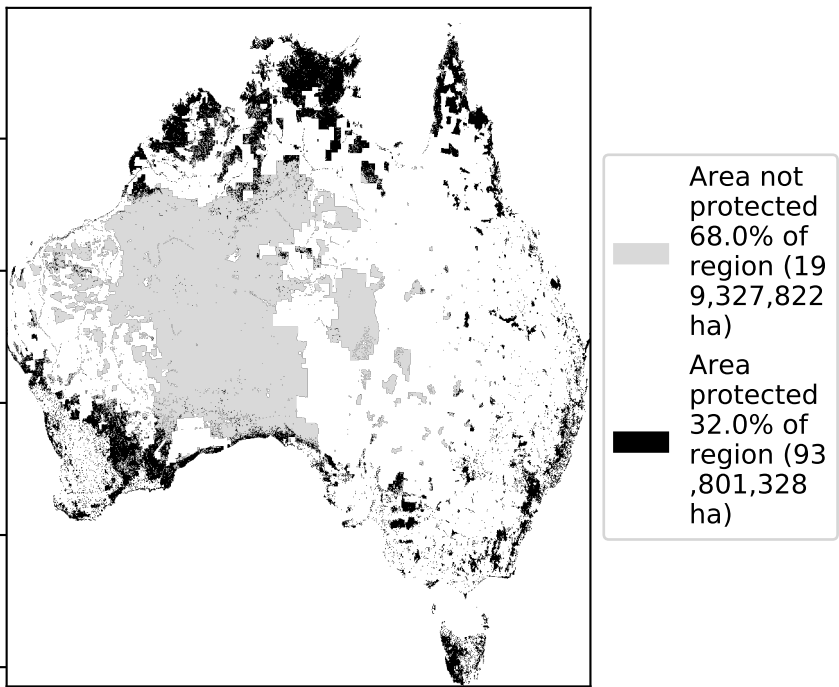 Area not
protected
68.0% of
region (19
9,327,822
ha)
Area
protected
32.0% of
region (93
,801,328
ha)